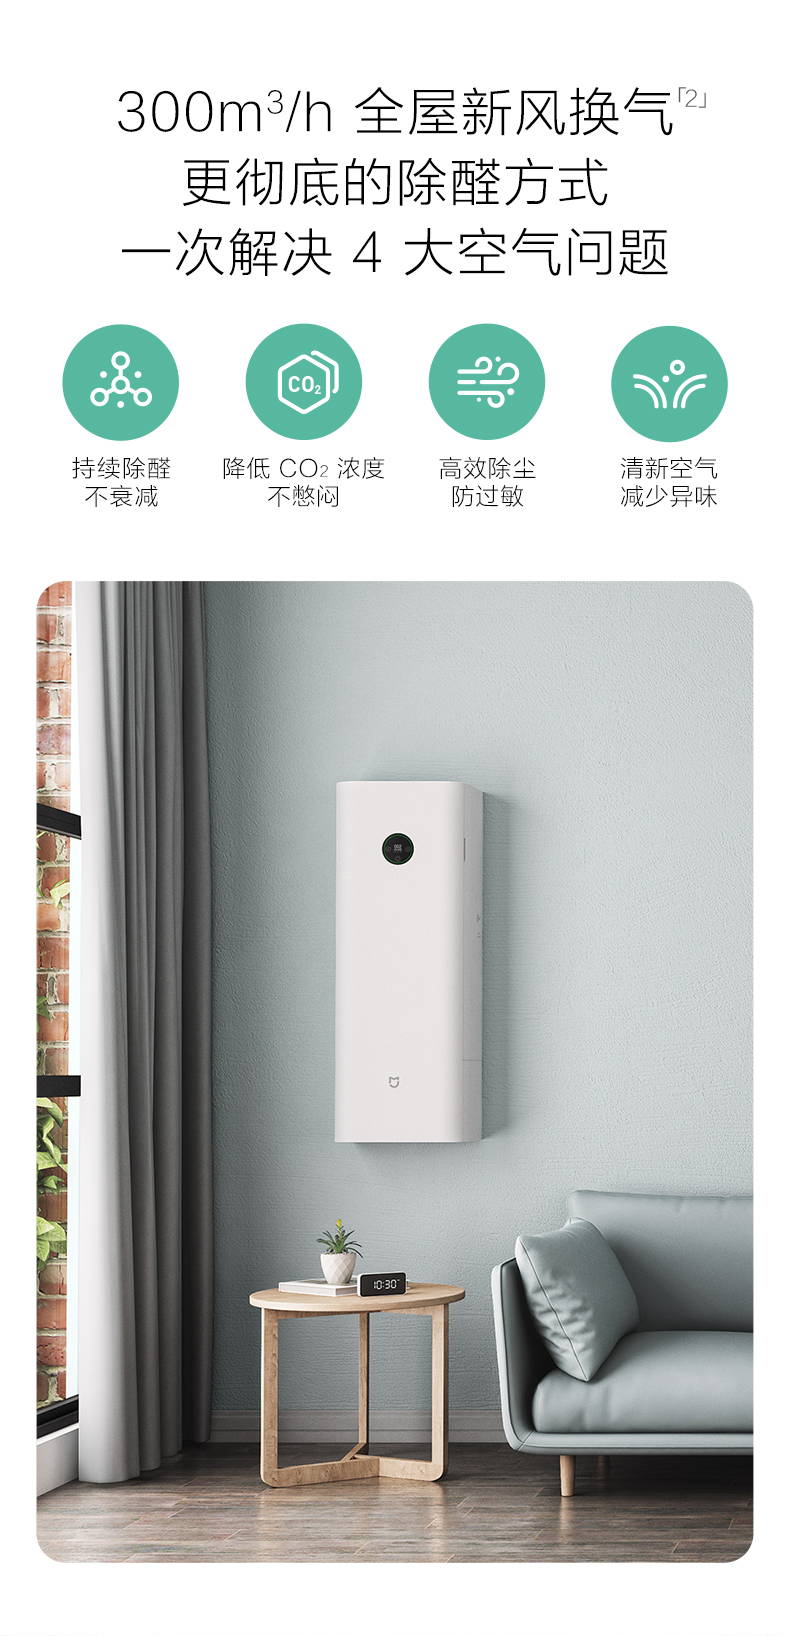 300m³/h 全屋新风换气「2」
更彻底的除醛方式
一次解决 4 大空气问题
CO₂
持续除醛
不衰减
降低 CO₂ 浓度
不憋闷
高效除尘
防过敏
清新空气
减少异味
10:30